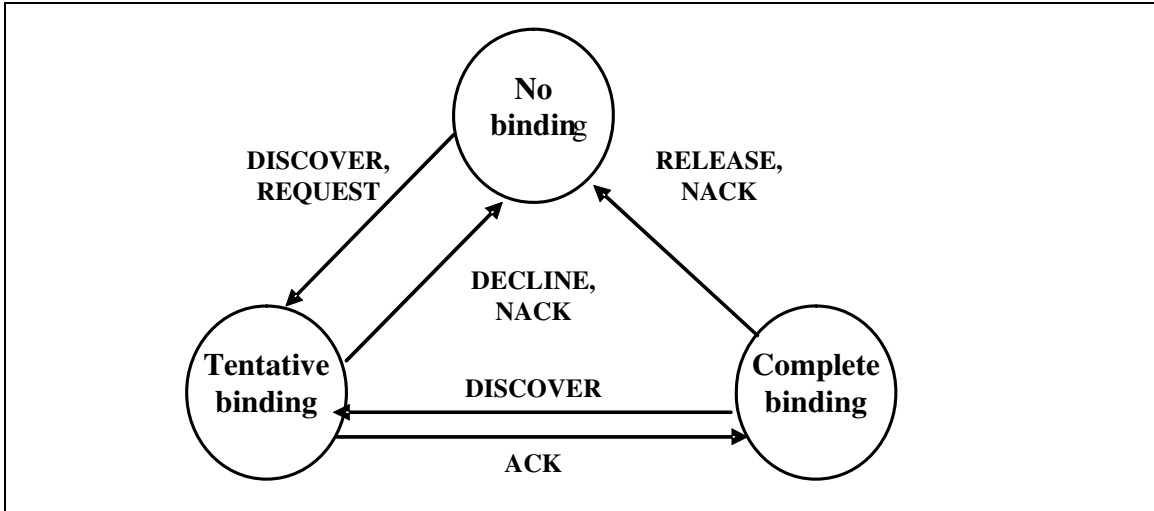 No
binding
DISCOVER,
REQUEST
RELEASE,
NACK
DECLINE,
NACK
Tentative
binding
DISCOVER
ACK
Complete
binding